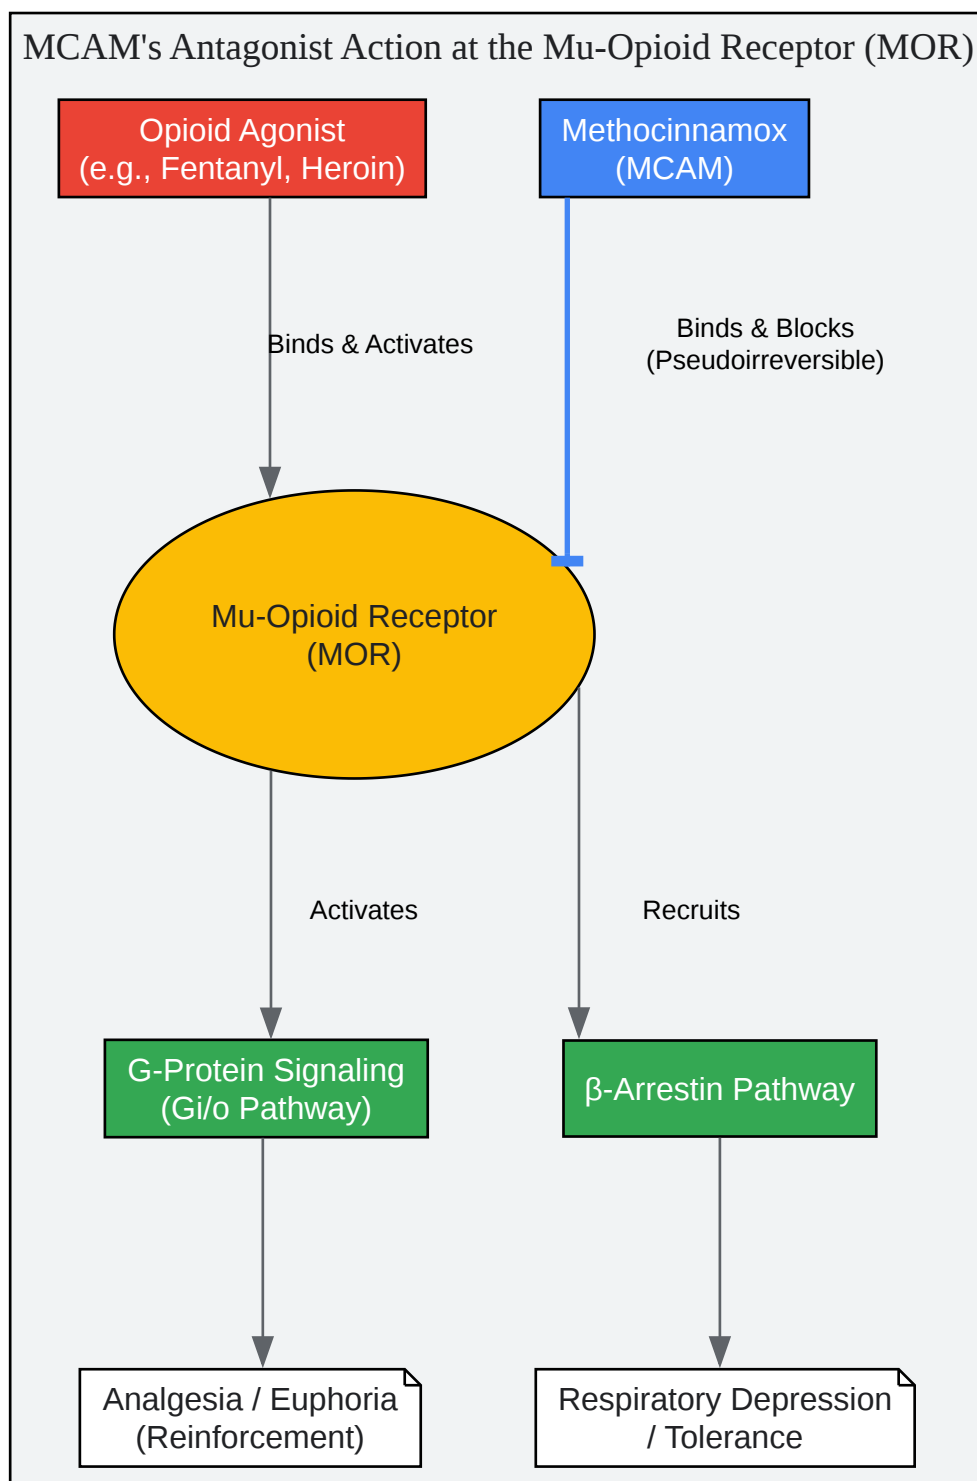 MCAM's Antagonist Action at the Mu-Opioid Receptor (MOR)
Opioid Agonist
(e.g., Fentanyl, Heroin)
Methocinnamox
(MCAM)
Binds & Activates
Binds & Blocks
(Pseudoirreversible)
Mu-Opioid Receptor
(MOR)
Activates
Recruits
G-Protein Signaling
(Gi/o Pathway)
β-Arrestin Pathway
Analgesia / Euphoria
(Reinforcement)
Respiratory Depression
/ Tolerance